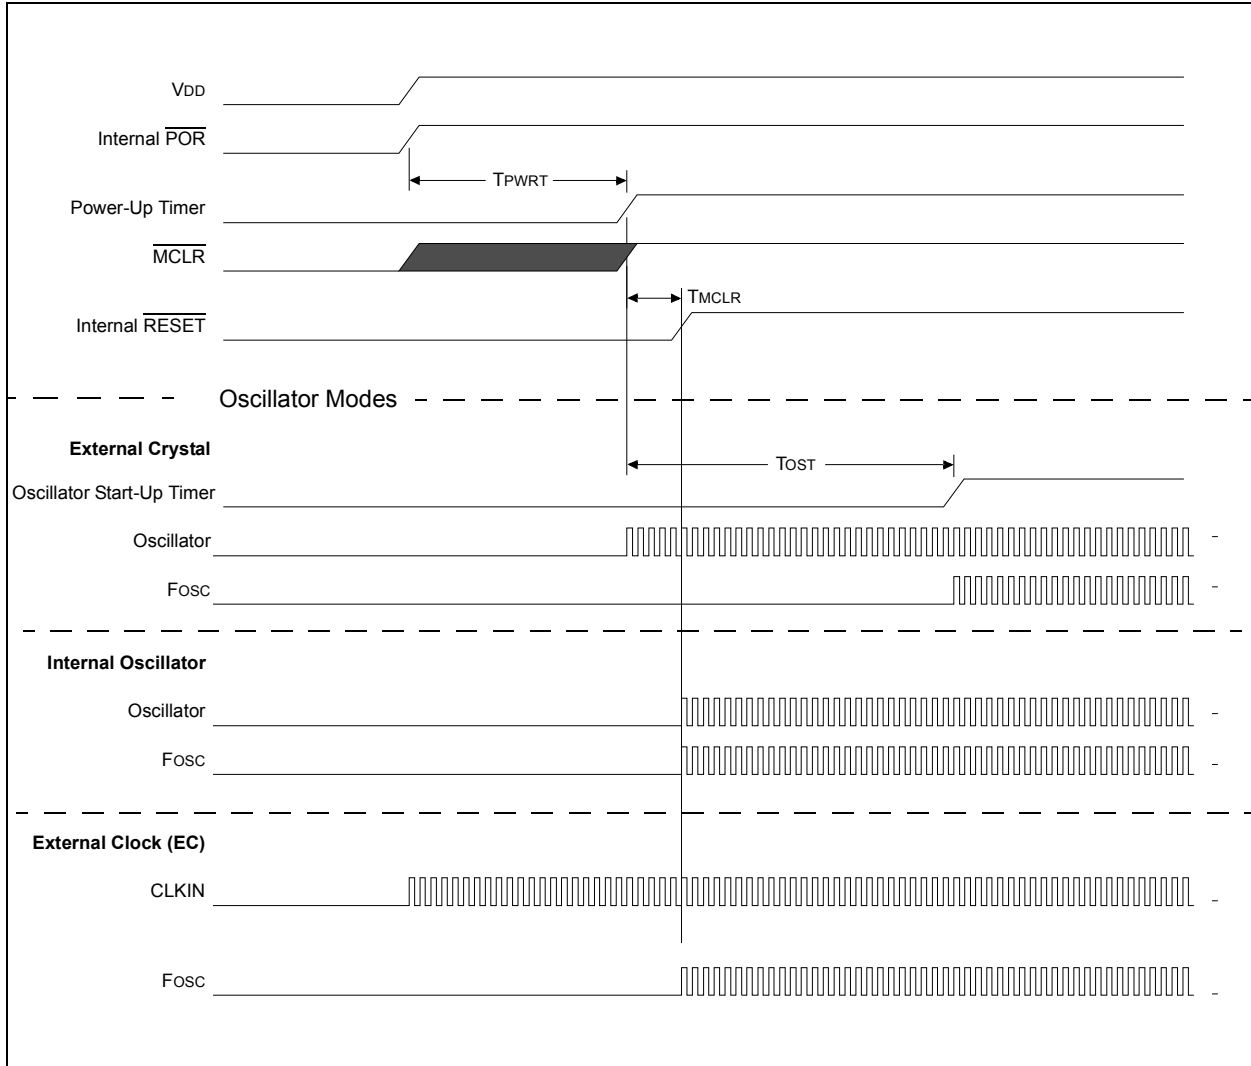 VDD
Internal POR
TPWRT
Power-Up Timer
MCLR
TMCLR
Internal RESET
Oscillator Modes
External Crystal
TOST
Oscillator Start-Up Timer
Oscillator
FOSC
Internal Oscillator
Oscillator
FOSC
External Clock (EC)
CLKIN
FOSC